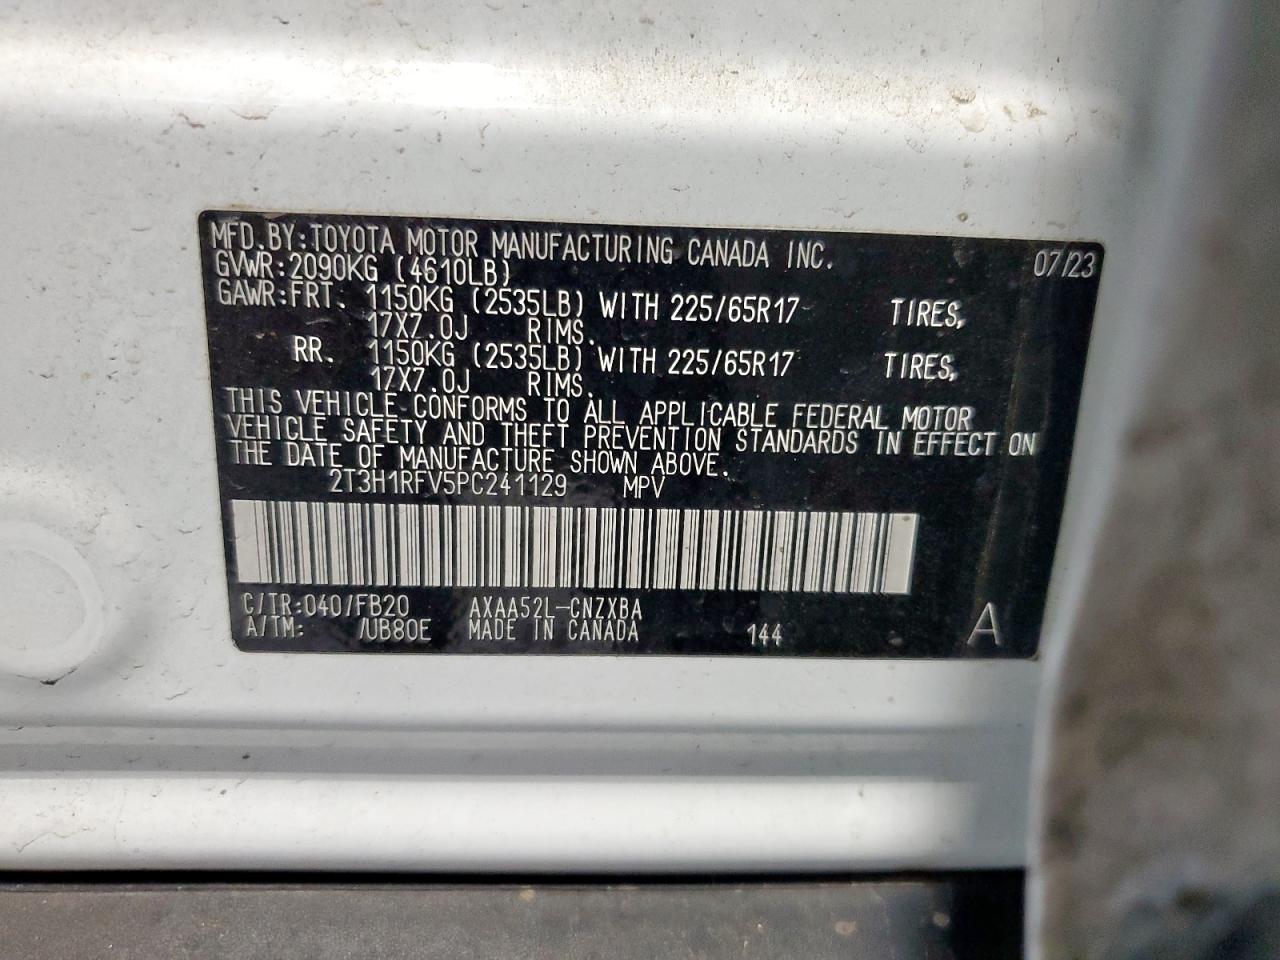 MFD.BY:TOYOTA MOTOR MANUFACTURING CANADA INC. 07/23
GVWR:2090KG (4610LB)
GAWR:FRT. 1150KG (2535LB) WITH 225/65R17 TIRES,
17X7.0J RIMS.
RR. 1150KG (2535LB) WITH 225/65R17 TIRES,
17X7.0J RIMS.
THIS VEHICLE CONFORMS TO ALL APPLICABLE FEDERAL MOTOR
VEHICLE SAFETY AND THEFT PREVENTION STANDARDS IN EFFECT ON
THE DATE OF MANUFACTURE SHOWN ABOVE.
2T3H1RFV5PC241129 MPV
C/TR:040/FB20 AXAA52L-CNZXBA
A/TM: /UB80E MADE IN CANADA 144 A